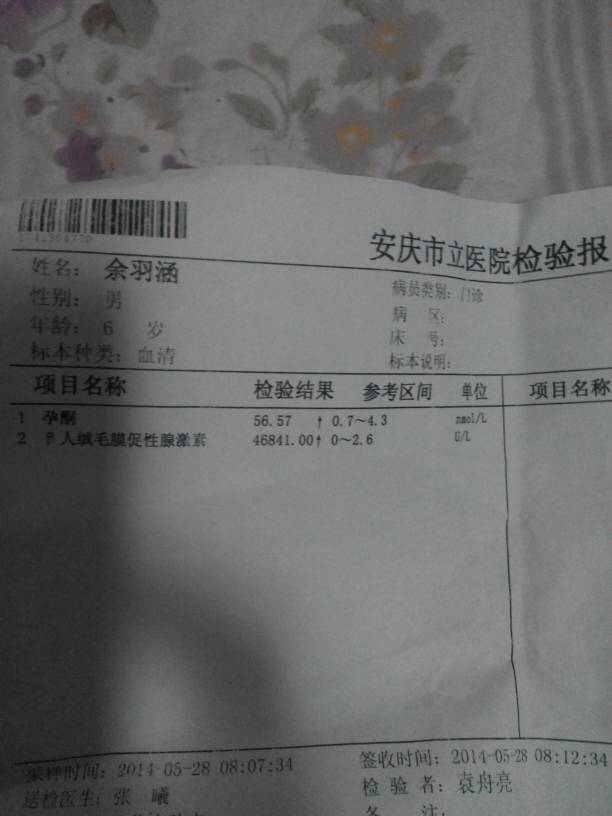 安庆市立医院检验报
姓名: 余羽涵
病员类别: 门诊
性别: 男
病 区:
年龄: 6 岁
床 号:
标本种类: 血清
标本说明:
项目名称 检验结果 参考区间 单位 项目名称
1 孕酮 56.57 ↑ 0.7~4.3 nmol/L
2 β人绒毛膜促性腺激素 46841.00↑ 0~2.6 U/L
采样时间: 2014-05-28 08:07:34
签收时间: 2014-05-28 08:12:34
送检医生: 张 曦
检 验 者: 袁舟亮
备 注: